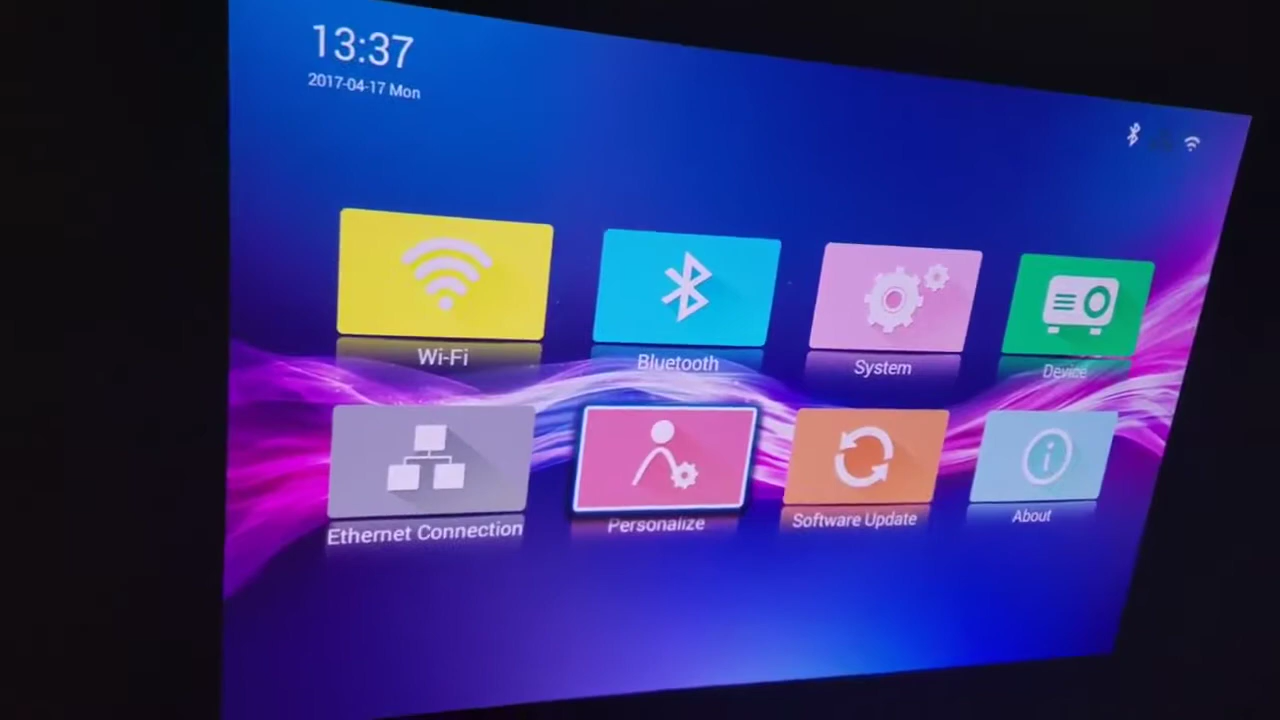 13:37
2017-04-17 Mon
Wi-Fi
Bluetooth
System
Device
Ethernet Connection
Personalize
Software Update
About